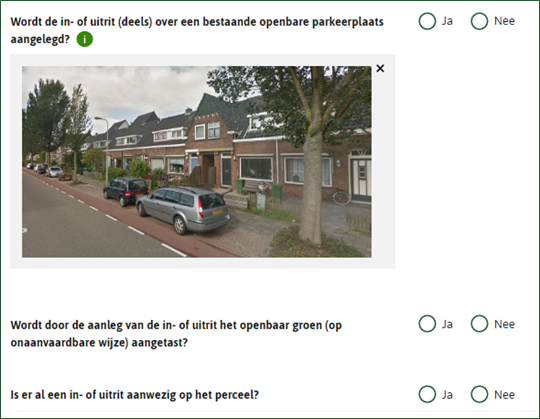 Wordt de in- of uitrit (deels) over een bestaande openbare parkeerplaats Ja Nee
aangelegd? i
×
Wordt door de aanleg van de in- of uitrit het openbaar groen (op Ja Nee
onaanvaardbare wijze) aangetast?
Is er al een in- of uitrit aanwezig op het perceel? Ja Nee